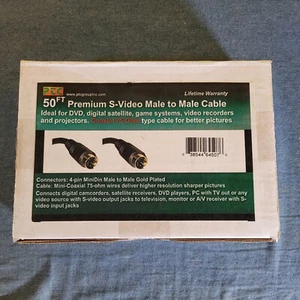 PTC
www.ptcgroupinc.com
Lifetime Warranty
50FT Premium S-Video Male to Male Cable
Ideal for DVD, digital satellite, game systems, video recorders
and projectors. type cable for better pictures
Connectors: 4-pin MiniDin Male to Male Gold Plated
Cable: Mini-Coaxial 75-ohm wires deliver higher resolution sharper pictures
Connects digital camcorders, satellite receivers, DVD players, PC with TV out or any
video source with S-video output jacks to television, monitor or A/V receiver with S-
video input jacks